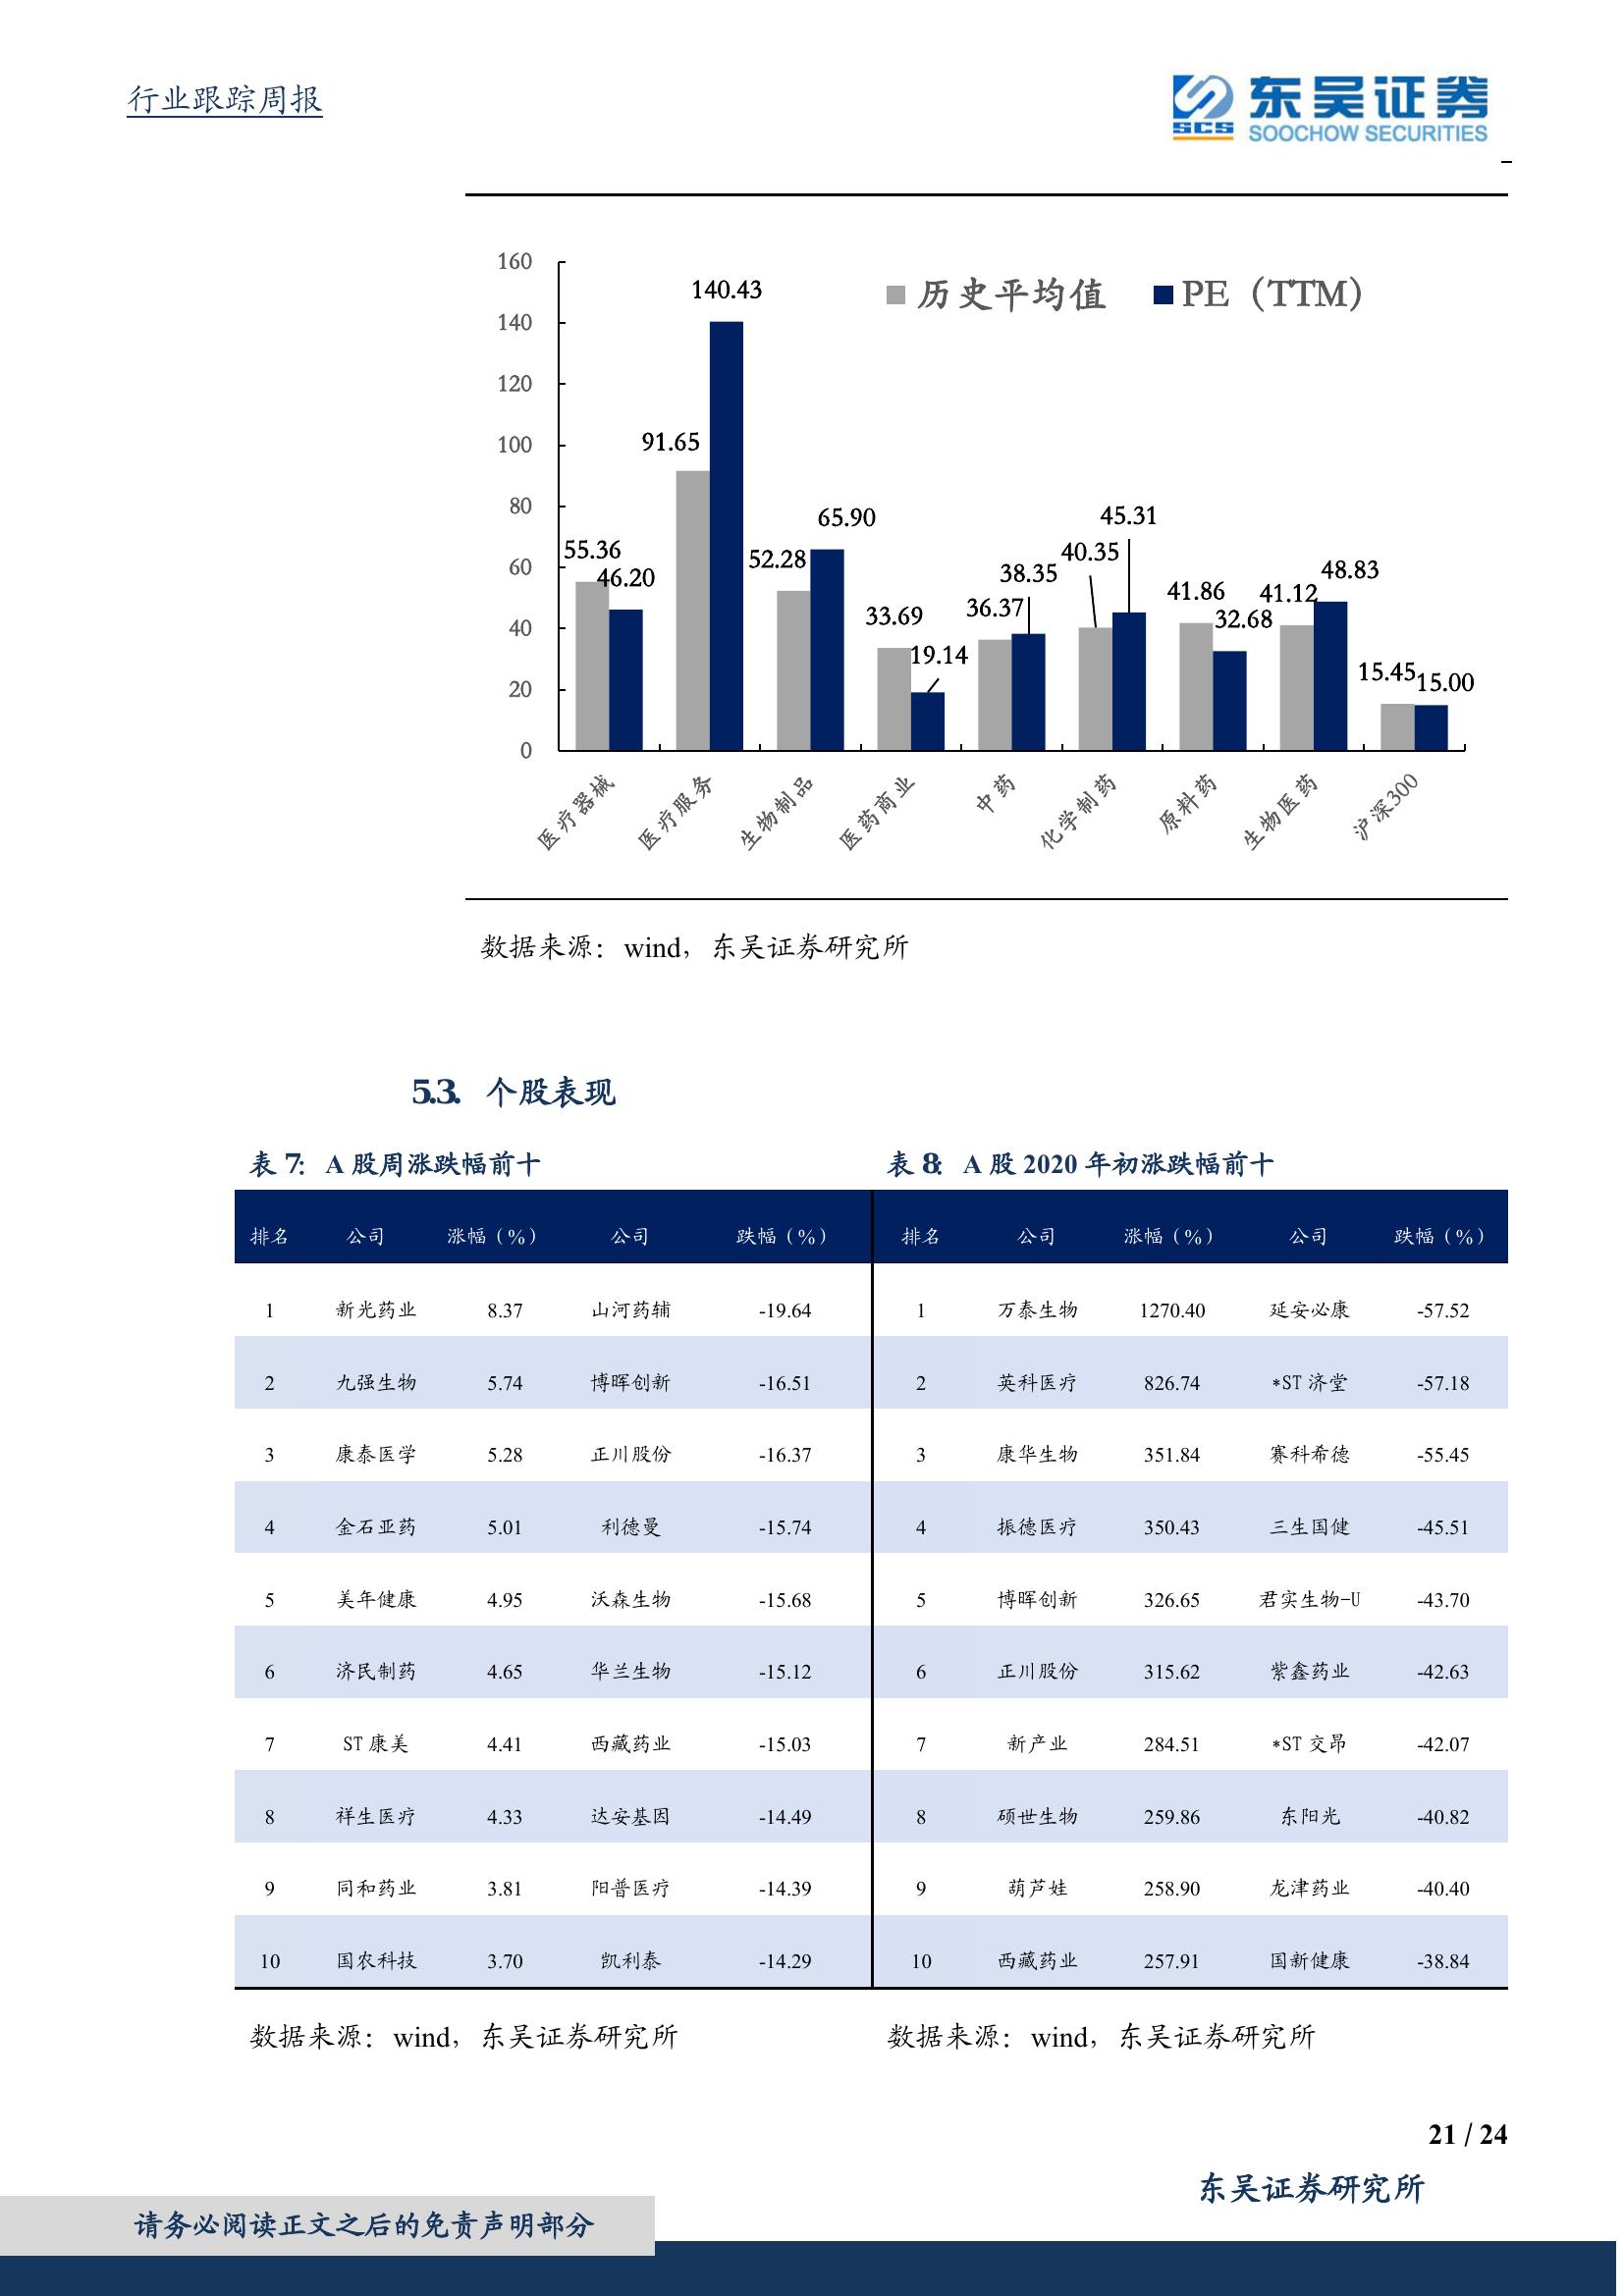 行业跟踪周报
SCS
东吴证券
SOOCHOW SECURITIES
历史平均值 PE（TTM）
160
140
120
100
80
60
40
20
0
55.36 46.20
91.65 140.43
52.28 65.90
33.69 19.14
36.37 38.35
40.35 45.31
41.86 32.68
41.12 48.83
15.45 15.00
医疗器械 医疗服务 生物制品 医药商业 中药 化学制药 原料药 生物医药 沪深300
数据来源：wind，东吴证券研究所
5.3. 个股表现
表 7： A 股周涨跌幅前十
排名 公司 涨幅（%） 公司 跌幅（%）
1 新光药业 8.37 山河药辅 -19.64
2 九强生物 5.74 博晖创新 -16.51
3 康泰医学 5.28 正川股份 -16.37
4 金石亚药 5.01 利德曼 -15.74
5 美年健康 4.95 沃森生物 -15.68
6 济民制药 4.65 华兰生物 -15.12
7 ST 康美 4.41 西藏药业 -15.03
8 祥生医疗 4.33 达安基因 -14.49
9 同和药业 3.81 阳普医疗 -14.39
10 国农科技 3.70 凯利泰 -14.29
数据来源：wind，东吴证券研究所
表 8： A 股 2020 年初涨跌幅前十
排名 公司 涨幅（%） 公司 跌幅（%）
1 万泰生物 1270.40 延安必康 -57.52
2 英科医疗 826.74 *ST 济堂 -57.18
3 康华生物 351.84 赛科希德 -55.45
4 振德医疗 350.43 三生国健 -45.51
5 博晖创新 326.65 君实生物-U -43.70
6 正川股份 315.62 紫鑫药业 -42.63
7 新产业 284.51 *ST 交昂 -42.07
8 硕世生物 259.86 东阳光 -40.82
9 葫芦娃 258.90 龙津药业 -40.40
10 西藏药业 257.91 国新健康 -38.84
数据来源：wind，东吴证券研究所
21 / 24
东吴证券研究所
请务必阅读正文之后的免责声明部分